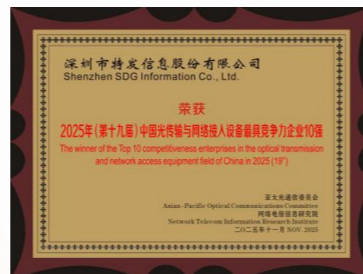 深圳市特发信息股份有限公司
Shenzhen SDG Information Co., Ltd.
荣获
2025年(第十九届)中国光传输与网络接入设备最具竞争力企业10强
The winner of the Top 10 competitiveness enterprises in the optical transmission
and network access equipment field of China in 2025 (19th)
亚太光通信委员会
Asian-Pacific Optical Communications Committee
网络电信信息研究院
Network Telecom Information Research Institute
二〇二五年十一月 NOV. 2025